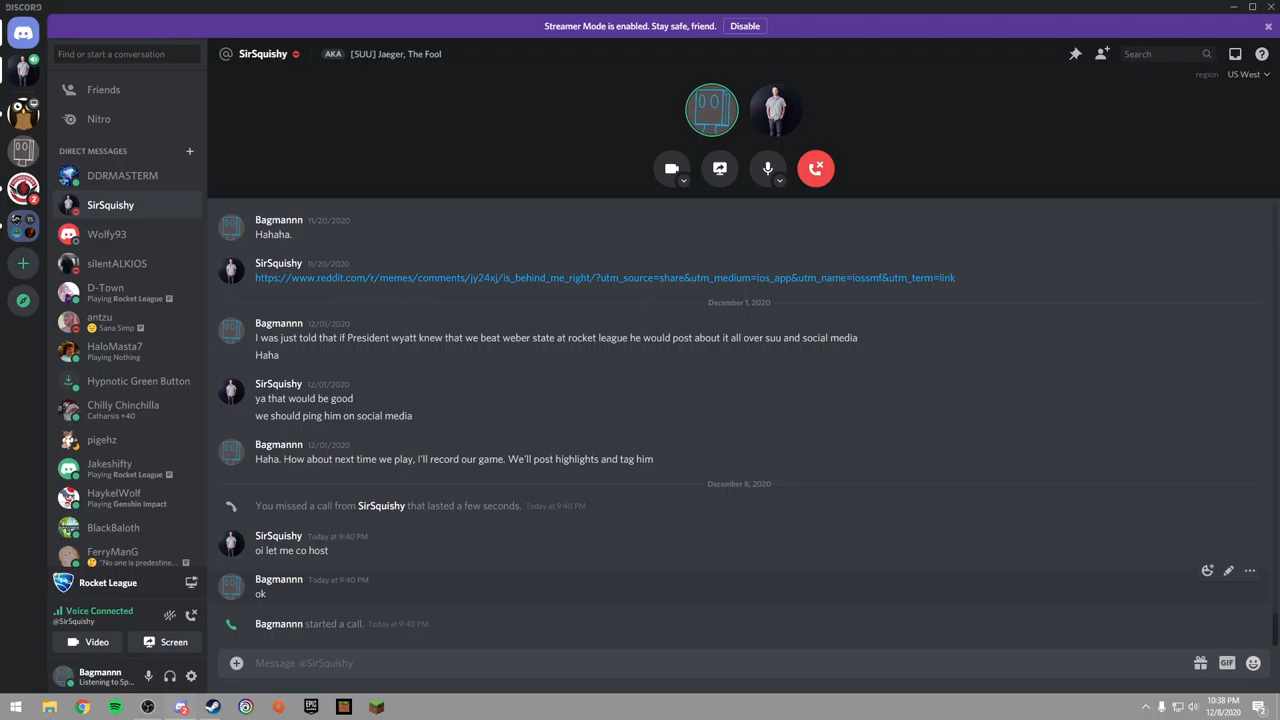 DISCORD
Streamer Mode is enabled. Stay safe, friend.
Disable
Find or start a conversation
@ SirSquishy
AKA
[SUU] Jaeger, The Fool
Search
region
US West
Friends
Nitro
DIRECT MESSAGES
DDRMASTERM
SirSquishy
Wolfy93
silentALKIOS
D-Town
Playing Rocket League
antzu
Sana Simp
HaloMasta7
Playing Nothing
Hypnotic Green Button
Chilly Chinchilla
Catharsis +40
pigehz
Jakeshifty
Playing Rocket League
HaykelWolf
Playing Genshin Impact
BlackBaloth
FerryManG
"No one is predestine...
Rocket League
Voice Connected
@SirSquishy
Video
Screen
Bagmannn
Listening to Sp...
2
TS
Bagmannn 11/20/2020
Hahaha.
SirSquishy 11/20/2020
https://www.reddit.com/r/memes/comments/jy24xj/is_behind_me_right/?utm_source=share&utm_medium=ios_app&utm_name=iossmf&utm_term=link
December 1, 2020
Bagmannn 12/01/2020
I was just told that if President wyatt knew that we beat weber state at rocket league he would post about it all over suu and social media
Haha
SirSquishy 12/01/2020
ya that would be good
we should ping him on social media
Bagmannn 12/01/2020
Haha. How about next time we play, I'll record our game. We'll post highlights and tag him
December 8, 2020
You missed a call from SirSquishy that lasted a few seconds. Today at 9:40 PM
SirSquishy Today at 9:40 PM
oi let me co host
Bagmannn Today at 9:40 PM
ok
Bagmannn started a call. Today at 9:40 PM
Message @SirSquishy
GIF
2
EPIC
10:38 PM
12/8/2020
2